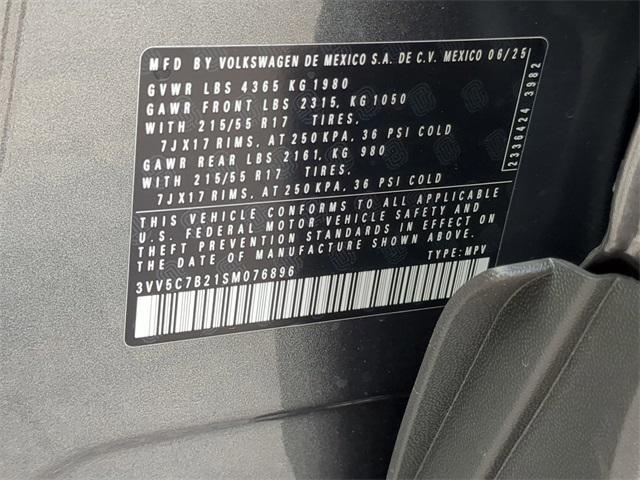 MFD BY VOLKSWAGEN DE MEXICO S.A. DE C.V. MEXICO 06/25
GVWR LBS 4365 KG 1980
GAWR FRONT LBS 2315, KG 1050
WITH 215/55 R17 TIRES,
7JX17 RIMS, AT 250 KPA, 36 PSI COLD
GAWR REAR LBS 2161, KG 980
WITH 215/55 R17 TIRES,
7JX17 RIMS, AT 250 KPA, 36 PSI COLD
THIS VEHICLE CONFORMS TO ALL APPLICABLE
U.S. FEDERAL MOTOR VEHICLE SAFETY AND
THEFT PREVENTION STANDARDS IN EFFECT ON
THE DATE OF MANUFACTURE SHOWN ABOVE.
3VV5C7B21SM076896 TYPE: MPV
2336424 3982